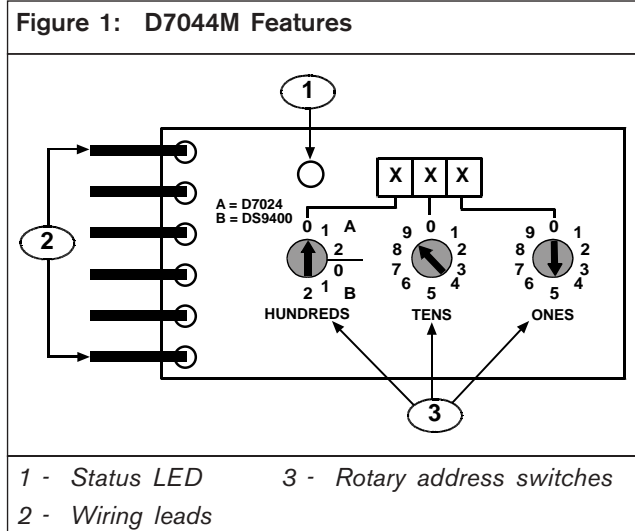 Figure 1: D7044M Features
1
X X X
A = D7024
B = DS9400
2
0 1 2 A
0 1 2 B
HUNDREDS
0 1 2 3 4 5 6 7 8 9
TENS
0 1 2 3 4 5 6 7 8 9
ONES
3
1 - Status LED
2 - Wiring leads
3 - Rotary address switches